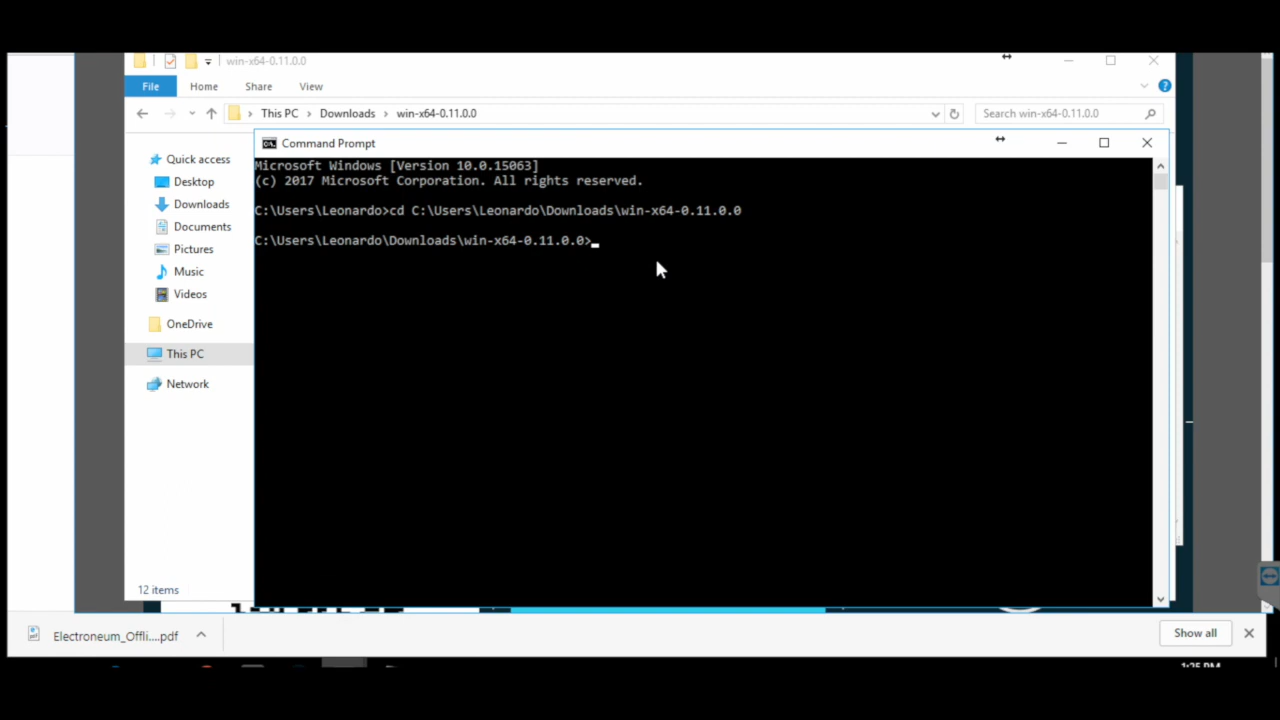 win-x64-0.11.0.0
File
Home
Share
View
This PC
Downloads
win-x64-0.11.0.0
Search win-x64-0.11.0.0
Command Prompt
Microsoft Windows [Version 10.0.15063]
(c) 2017 Microsoft Corporation. All rights reserved.
C:\Users\Leonardo>cd C:\Users\Leonardo\Downloads\win-x64-0.11.0.0
C:\Users\Leonardo\Downloads\win-x64-0.11.0.0>
Quick access
Desktop
Downloads
Documents
Pictures
Music
Videos
OneDrive
This PC
Network
12 items
Electroneum_Offli....pdf
Show all
1:25 PM